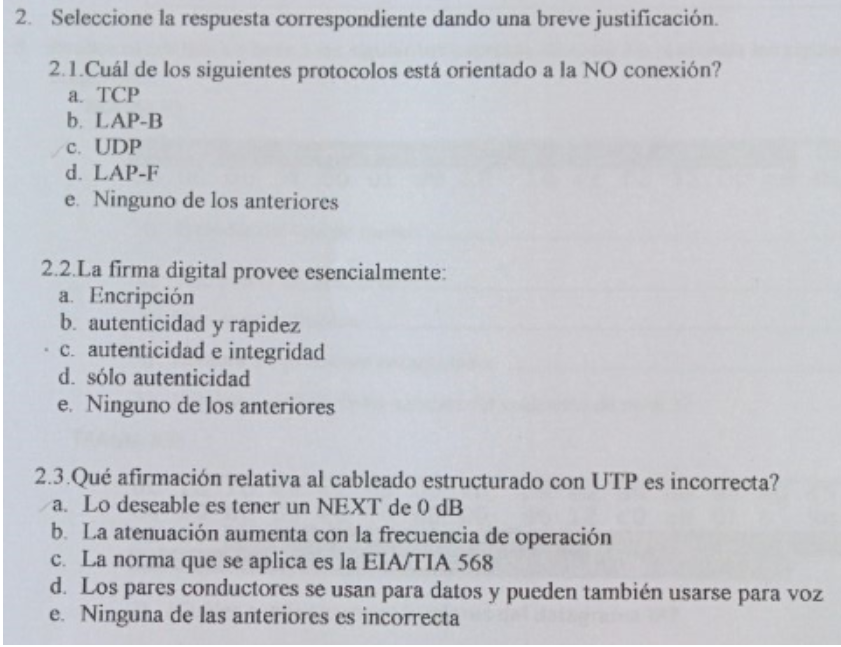 2. Seleccione la respuesta correspondiente dando una breve justificación.
2.1.Cuál de los siguientes protocolos está orientado a la NO conexión?
a. TCP
b. LAP-B
c. UDP
d. LAP-F
e. Ninguno de los anteriores
2.2.La firma digital provee esencialmente:
a. Encripción
b. autenticidad y rapidez
c. autenticidad e integridad
d. sólo autenticidad
e. Ninguno de los anteriores
2.3.Qué afirmación relativa al cableado estructurado con UTP es incorrecta?
a. Lo deseable es tener un NEXT de 0 dB
b. La atenuación aumenta con la frecuencia de operación
c. La norma que se aplica es la EIA/TIA 568
d. Los pares conductores se usan para datos y pueden también usarse para voz
e. Ninguna de las anteriores es incorrecta